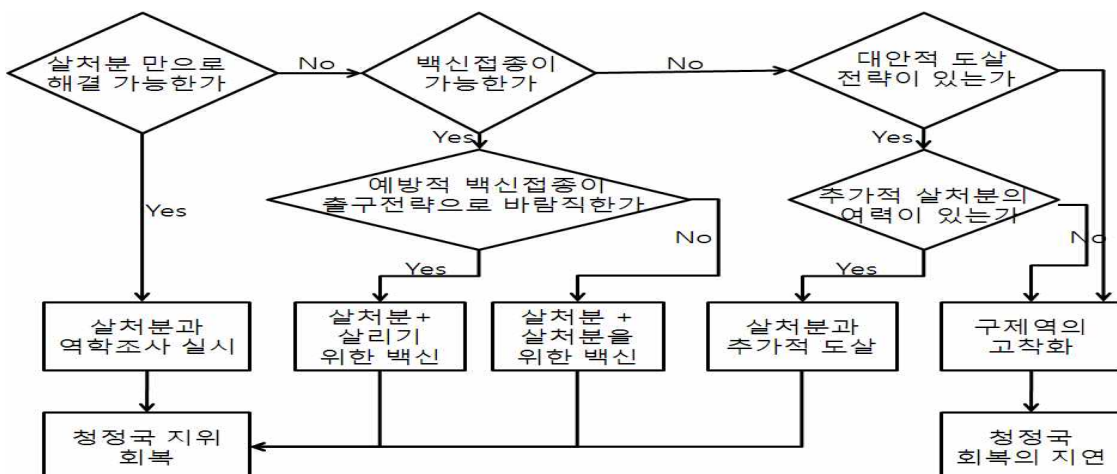 살처분 만으로
해결 가능한가
No
백신접종이
가능한가
No
대안적 도살
전략이 있는가
Yes
Yes
Yes
예방적 백신접종이
출구전략으로 바람직한가
추가적 살처분의
여력이 있는가
No
No
Yes
Yes
살처분과
역학조사 실시
살처분+
살리기
위한 백신
살처분 +
살처분을
위한 백신
살처분과
추가적 도살
구제역의
고착화
청정국 지위
회복
청정국
회복의 지연